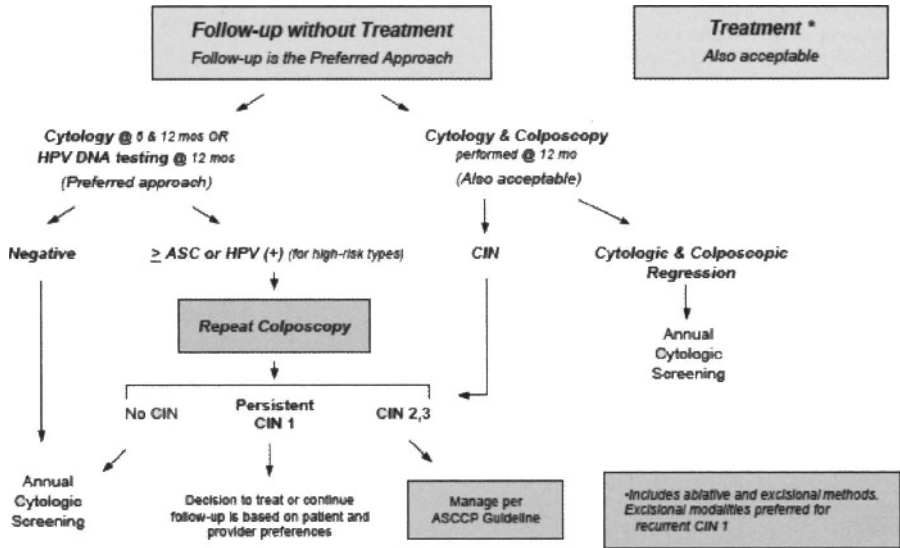 Follow-up without Treatment
Follow-up is the Preferred Approach
Treatment *
Also acceptable
Cytology @ 6 & 12 mos OR
HPV DNA testing @ 12 mos
(Preferred approach)
Cytology & Colposcopy
performed @ 12 mo
(Also acceptable)
Negative
≥ ASC or HPV (+) (for high-risk types)
CIN
Cytologic & Colposcopic
Regression
Repeat Colposcopy
Annual
Cytologic
Screening
No CIN
Persistent
CIN 1
CIN 2,3
Annual
Cytologic
Screening
Decision to treat or continue
follow-up is based on patient and
provider preferences
Manage per
ASCCP Guideline
•Includes ablative and excisional methods.
Excisional modalities preferred for
recurrent CIN 1